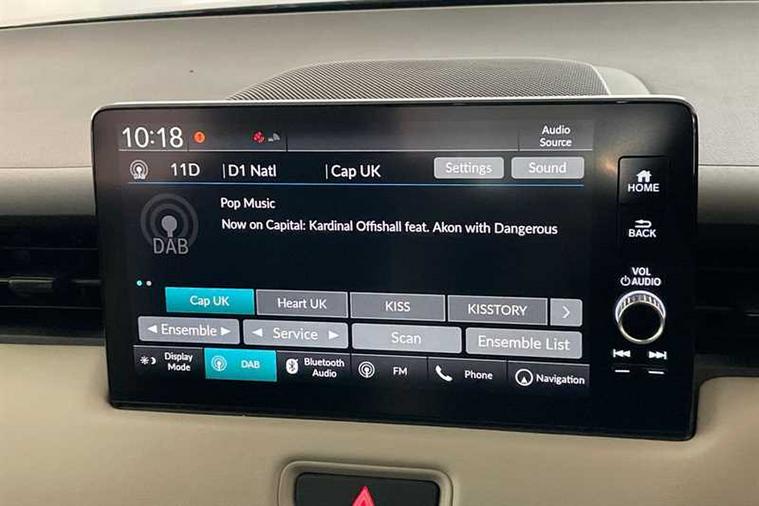 10:18
Audio
Source
DAB
11D | D1 Natl | Cap UK
Settings
Sound
Pop Music
Now on Capital: Kardinal Offishall feat. Akon with Dangerous
DAB
Cap UK
Heart UK
KISS
KISSTORY
Ensemble
Service
Scan
Ensemble List
Display
Mode
DAB
Bluetooth
Audio
FM
Phone
Navigation
HOME
BACK
VOL
AUDIO